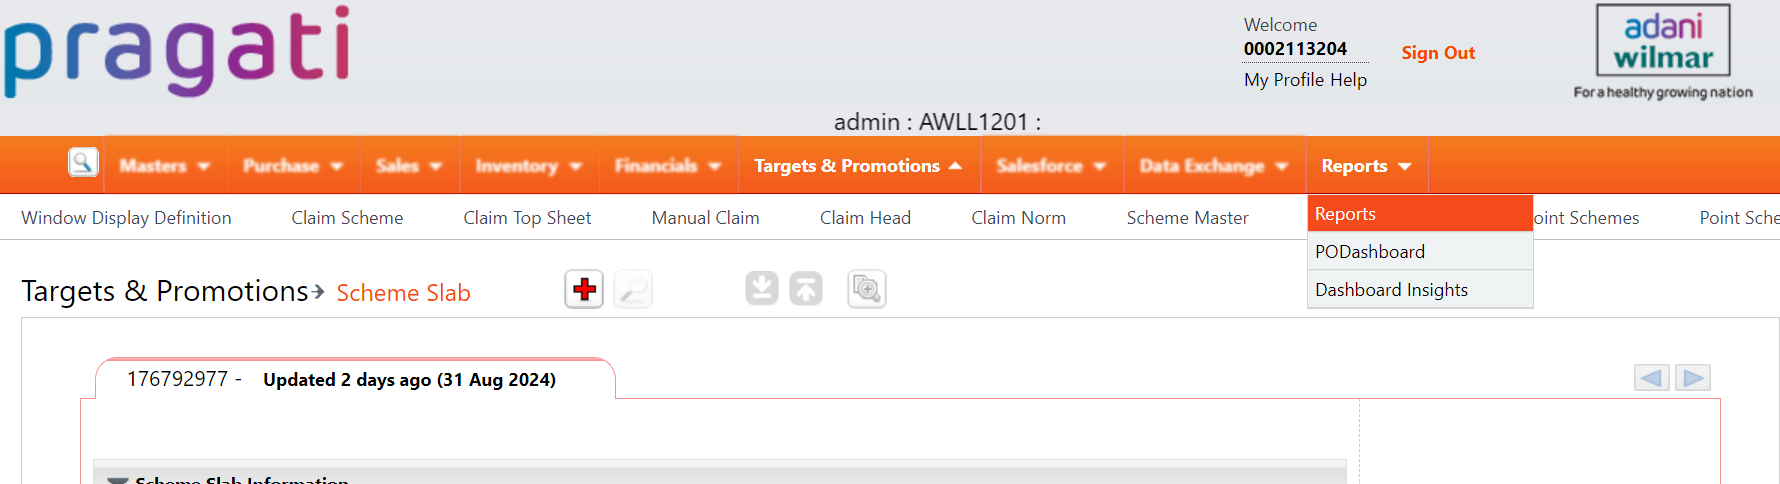 pragati
Welcome
0002113204
My Profile Help
Sign Out
adani
wilmar
For a healthy growing nation
admin : AWLL1201 :
Masters Purchase Sales Inventory Financials Targets & Promotions Salesforce Data Exchange Reports
Window Display Definition Claim Scheme Claim Top Sheet Manual Claim Claim Head Claim Norm Scheme Master oint Schemes Point Sche
Reports
PODashboard
Dashboard Insights
Targets & Promotions Scheme Slab
176792977 - Updated 2 days ago (31 Aug 2024)
Scheme Slab Information